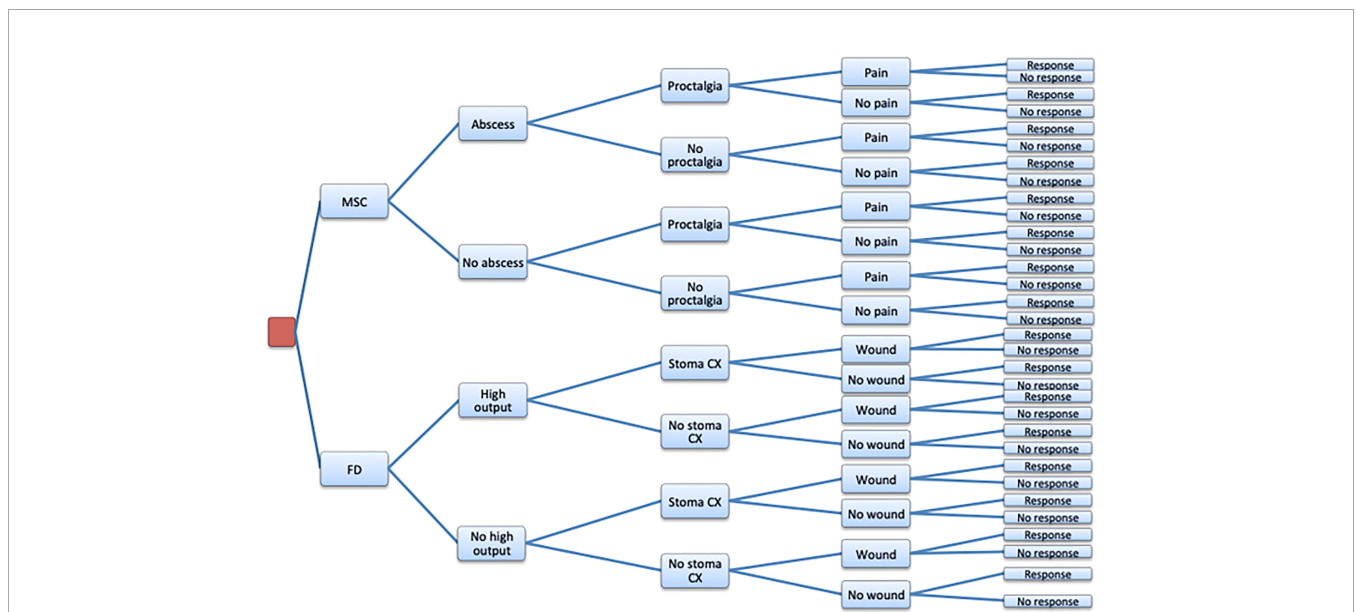 Response
Pain
No response
Proctalgia
Response
No pain
No response
Abscess
Response
Pain
No response
No
proctalgia
Response
No pain
No response
MSC
Response
Pain
No response
Proctalgia
Response
No pain
No response
No abscess
Response
Pain
No response
No
proctalgia
Response
No pain
No response
Response
Wound
No response
Stoma CX
Response
No wound
No response
High
output
Response
Wound
No response
No stoma
CX
Response
No wound
No response
FD
Response
Wound
No response
Stoma CX
Response
No wound
No response
No high
output
Response
Wound
No response
No stoma
CX
Response
No wound
No response